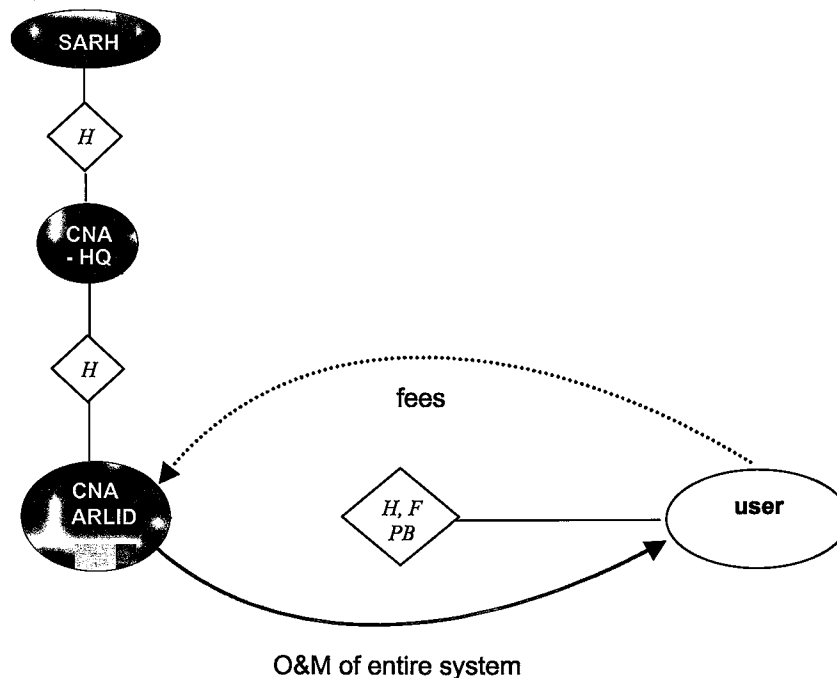 SARH
H
CNA
- HQ
H
fees
CNA
ARLID
H, F
PB
user
O&M of entire system